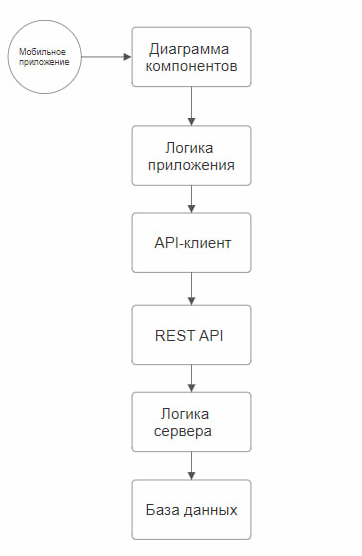 Мобильное
приложение
Диаграмма
компонентов
Логика
приложения
API-клиент
REST API
Логика
сервера
База данных